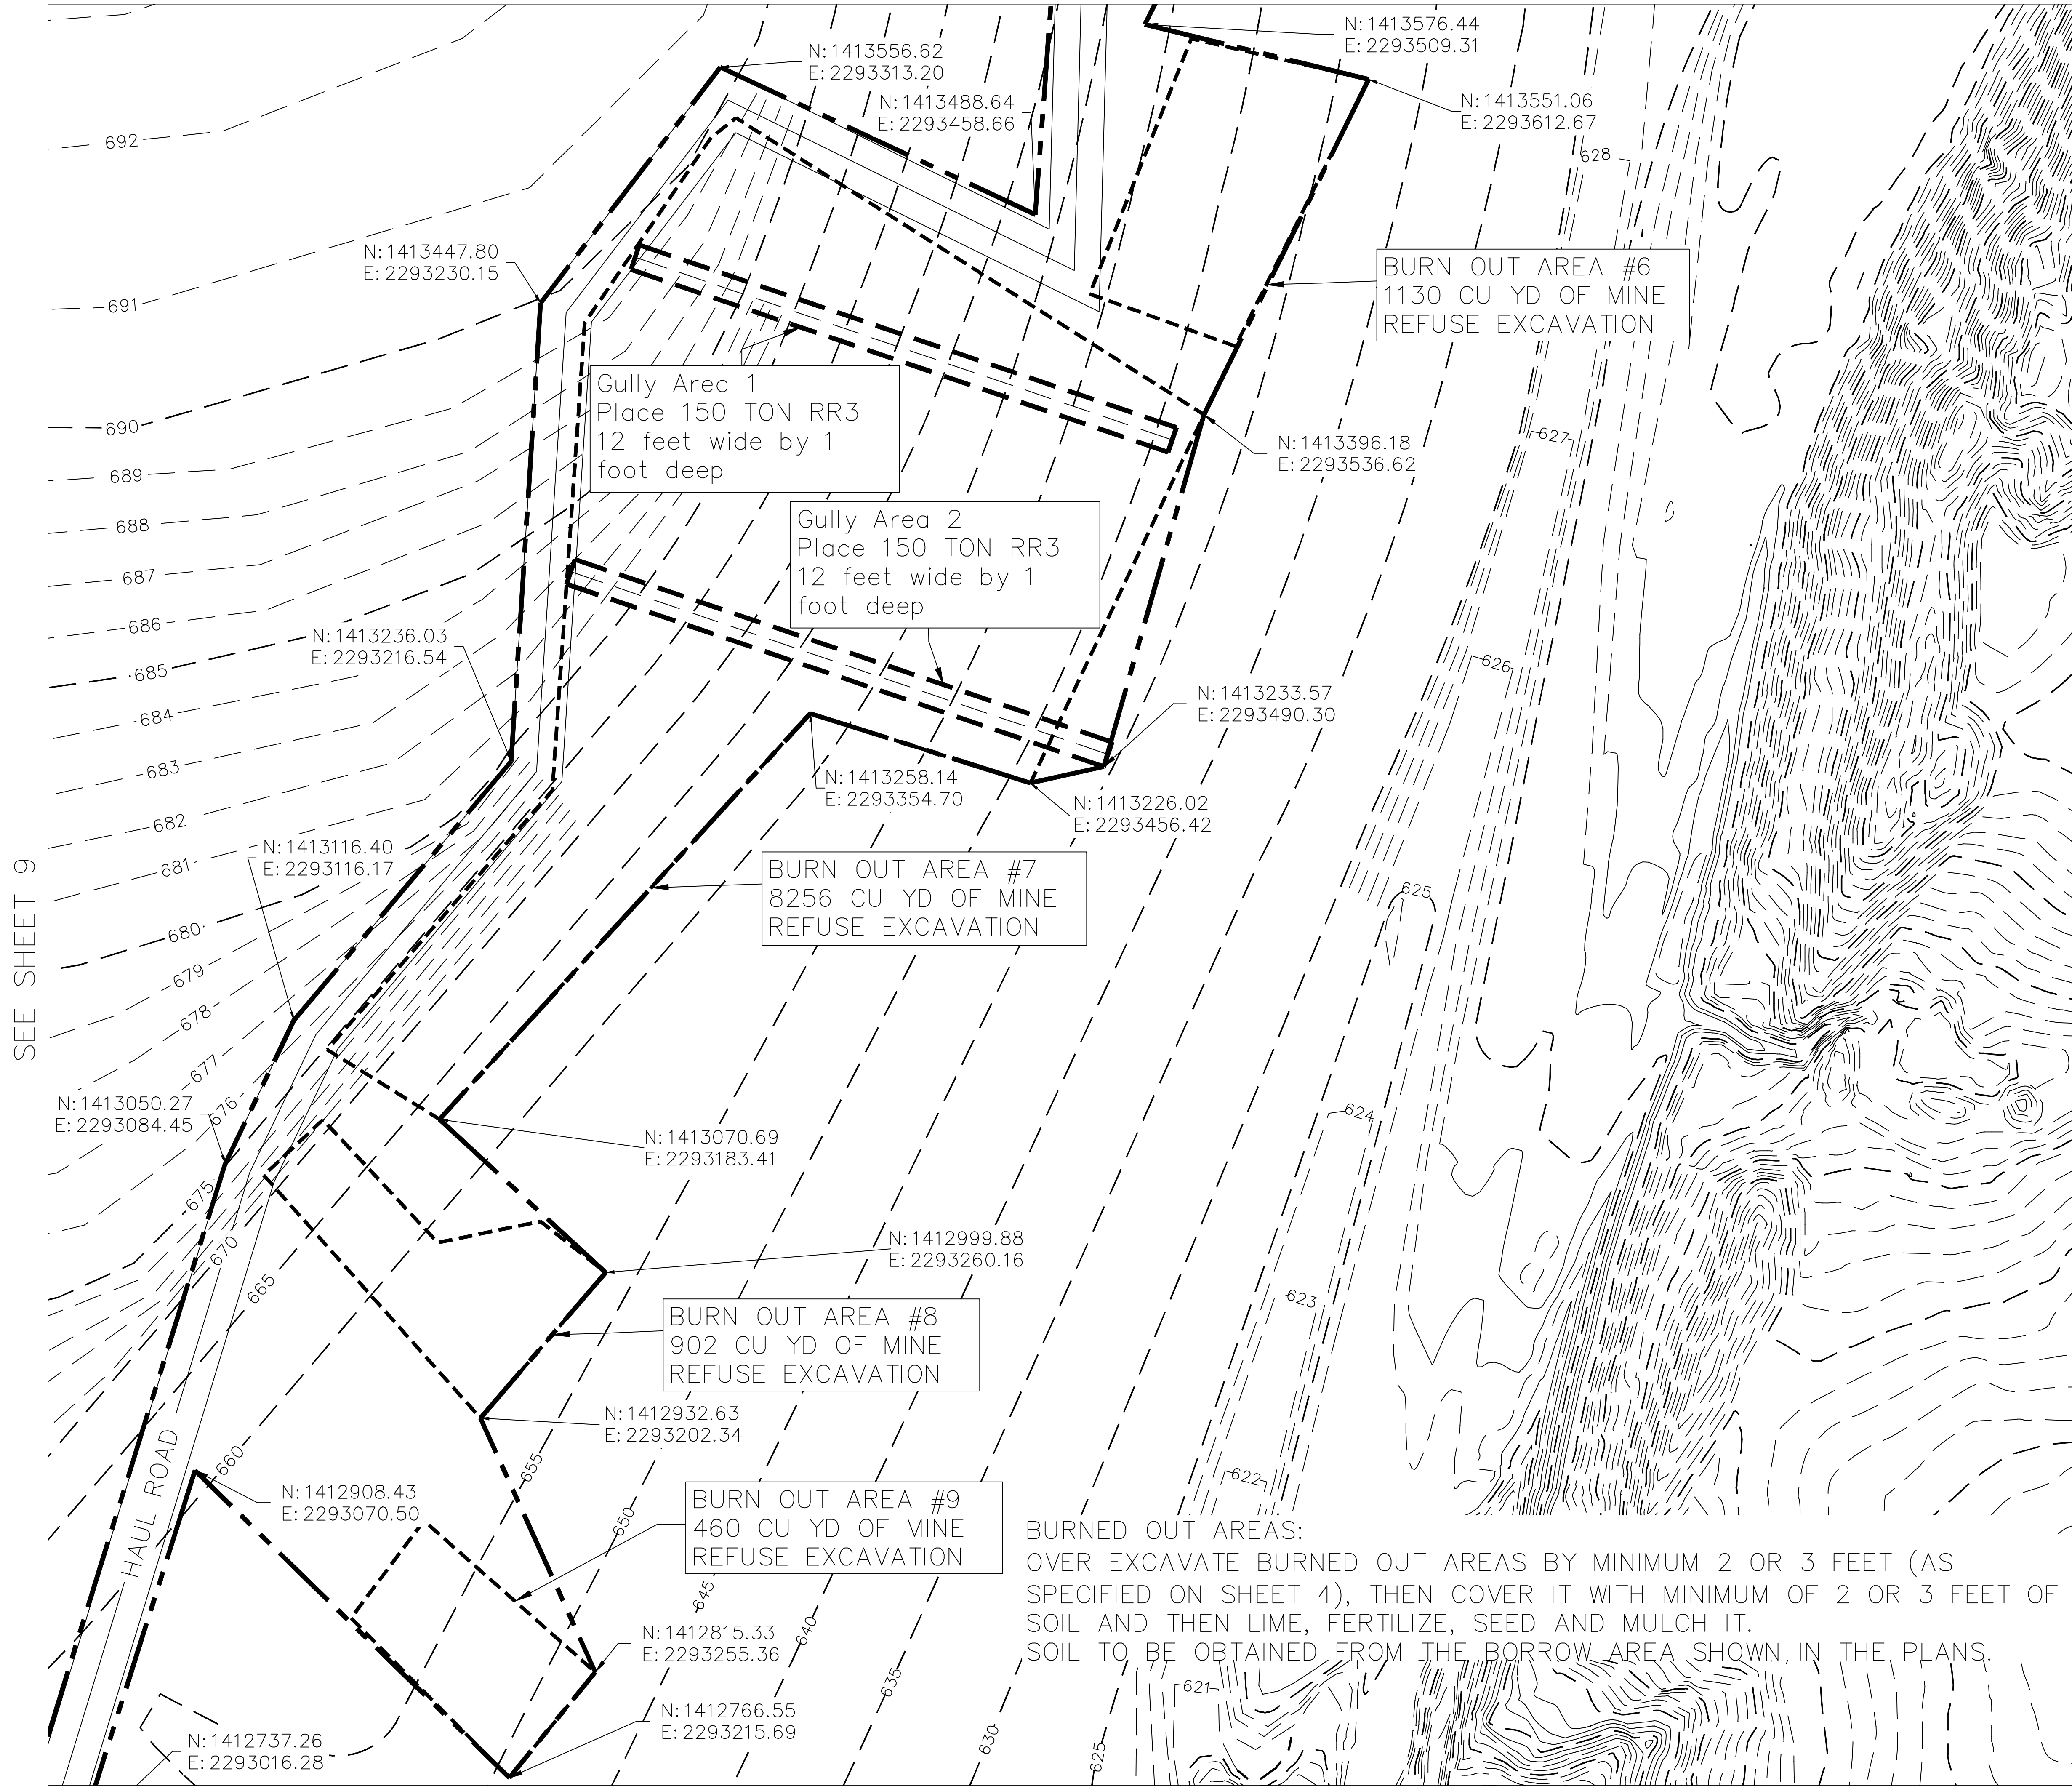 N:1413576.44
E:2293509.31
N:1413556.62
E:2293313.20
N:1413488.64
E:2293458.66
N:1413551.06
E:2293612.67
692
628
N:1413447.80
E:2293230.15
BURN OUT AREA #6
1130 CU YD OF MINE
REFUSE EXCAVATION
691
Gully Area 1
Place 150 TON RR3
12 feet wide by 1
foot deep
690
627
N:1413396.18
E:2293536.62
689
688
Gully Area 2
Place 150 TON RR3
12 feet wide by 1
foot deep
687
686
N:1413236.03
E:2293216.54
626
685
N:1413233.57
E:2293490.30
684
683
N:1413258.14
E:2293354.70
N:1413226.02
E:2293456.42
682
N:1413116.40
E:2293116.17
681
BURN OUT AREA #7
8256 CU YD OF MINE
REFUSE EXCAVATION
625
SEE SHEET 9
680
679
678
677
676
N:1413050.27
E:2293084.45
624
N:1413070.69
E:2293183.41
675
N:1412999.88
E:2293260.16
670
665
623
BURN OUT AREA #8
902 CU YD OF MINE
REFUSE EXCAVATION
N:1412932.63
E:2293202.34
660
655
622
HAUL ROAD
N:1412908.43
E:2293070.50
650
BURN OUT AREA #9
460 CU YD OF MINE
REFUSE EXCAVATION
BURNED OUT AREAS:
OVER EXCAVATE BURNED OUT AREAS BY MINIMUM 2 OR 3 FEET (AS
SPECIFIED ON SHEET 4), THEN COVER IT WITH MINIMUM OF 2 OR 3 FEET OF
SOIL AND THEN LIME, FERTILIZE, SEED AND MULCH IT.
SOIL TO BE OBTAINED FROM THE BORROW AREA SHOWN IN THE PLANS.
645
640
N:1412815.33
E:2293255.36
635
621
N:1412766.55
E:2293215.69
N:1412737.26
E:2293016.28
630
625